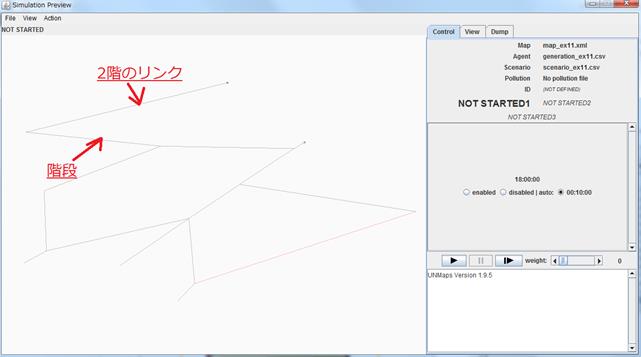 Simulation Preview
File View Action
NOT STARTED
2階のリンク
階段
Control View Dump
Map map_ex11.xml
Agent generation_ex11.csv
Scenario scenario_ex11.csv
Pollution No pollution file
ID (NOT DEFINED)
NOT STARTED1 NOT STARTED2
NOT STARTED3
18:00:00
enabled disabled | auto: 00:10:00
weight: 0
UNMaps Version 1.9.5